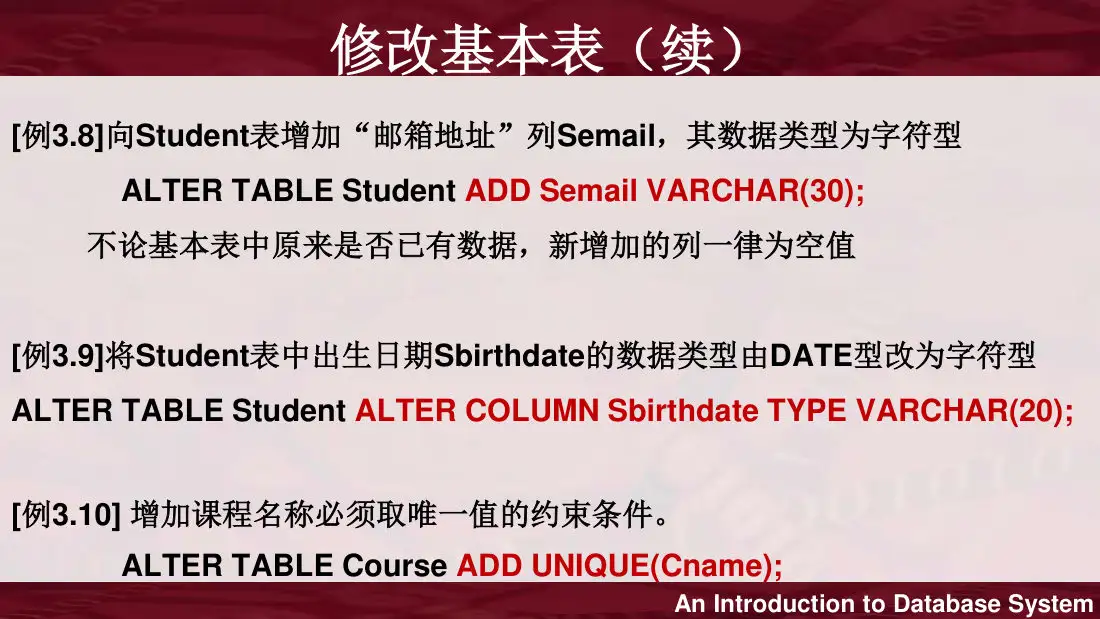 修改基本表（续）
[例3.8]向Student表增加“邮箱地址”列Semail，其数据类型为字符型
ALTER TABLE Student ADD Semail VARCHAR(30);
不论基本表中原来是否已有数据，新增加的列一律为空值
[例3.9]将Student表中出生日期Sbirthdate的数据类型由DATE型改为字符型
ALTER TABLE Student ALTER COLUMN Sbirthdate TYPE VARCHAR(20);
[例3.10] 增加课程名称必须取唯一值的约束条件。
ALTER TABLE Course ADD UNIQUE(Cname);
An Introduction to Database System